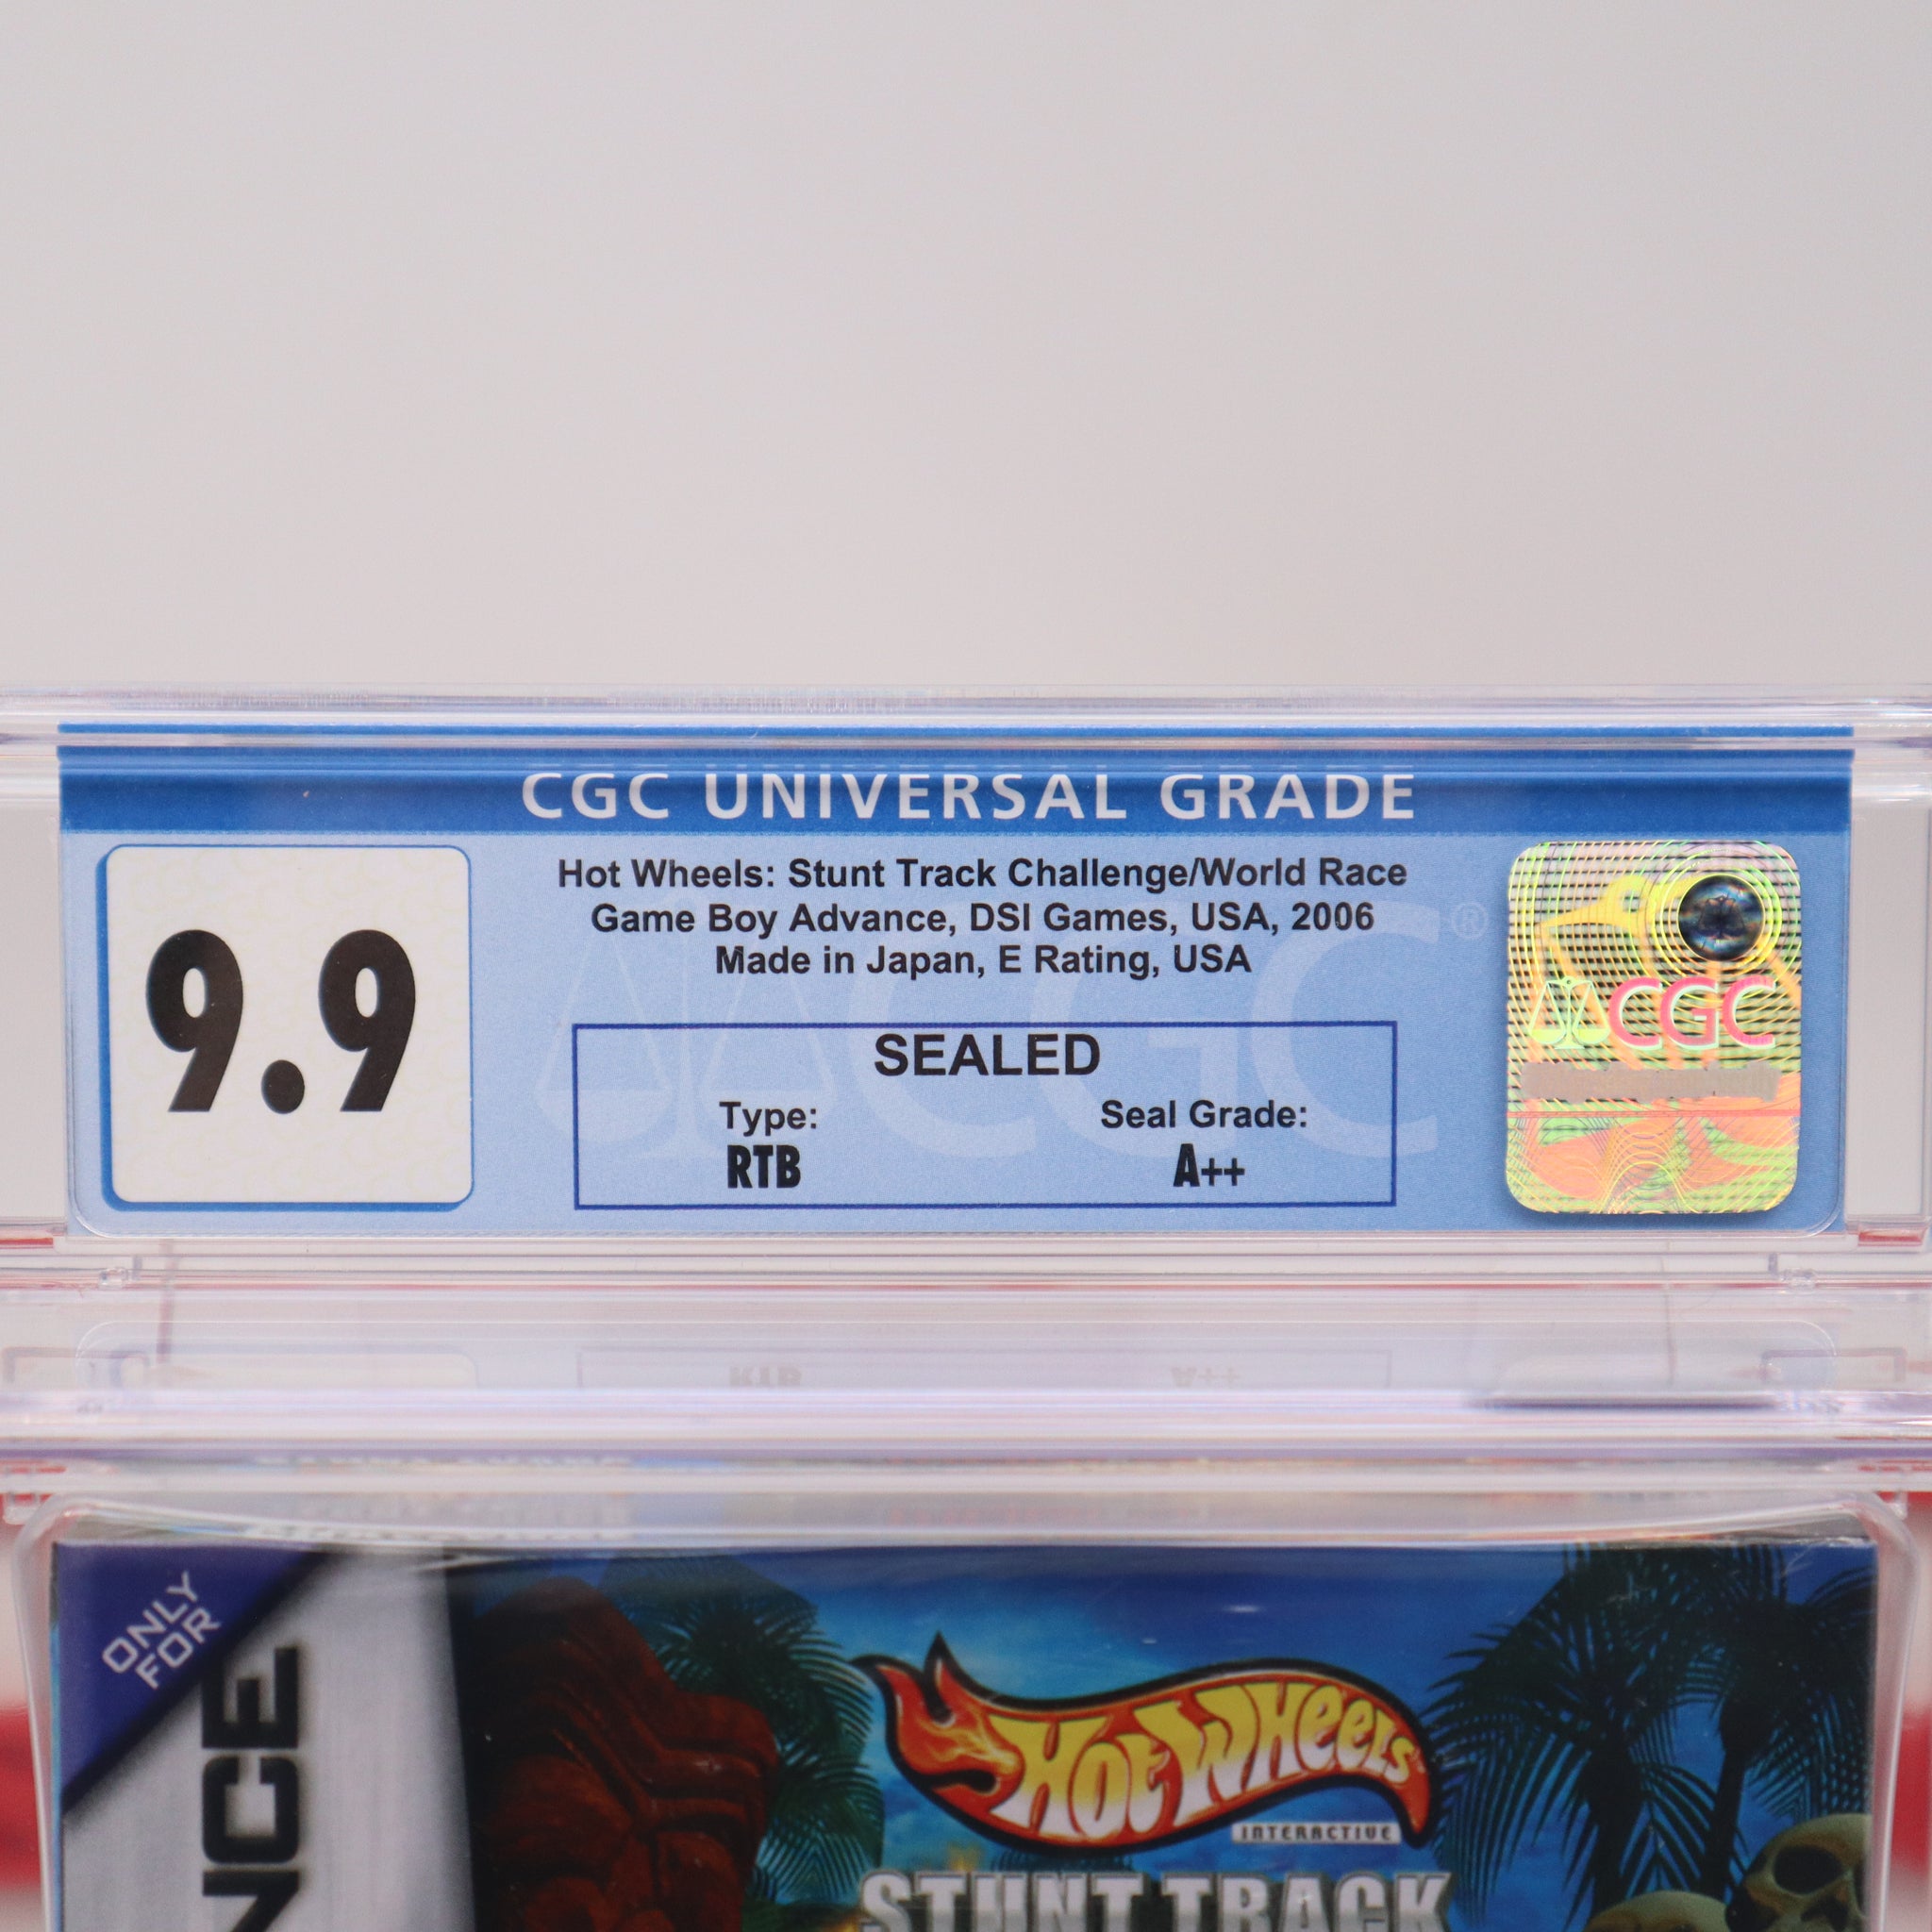 CGC UNIVERSAL GRADE
9.9
Hot Wheels: Stunt Track Challenge/World Race
Game Boy Advance, DSI Games, USA, 2006
Made in Japan, E Rating, USA
CGC ®
SEALED
Type:
RTB
Seal Grade:
A++
CGC
ONLY
FOR
NCE
Hot Wheels
INTERACTIVE
STUNT TRACK